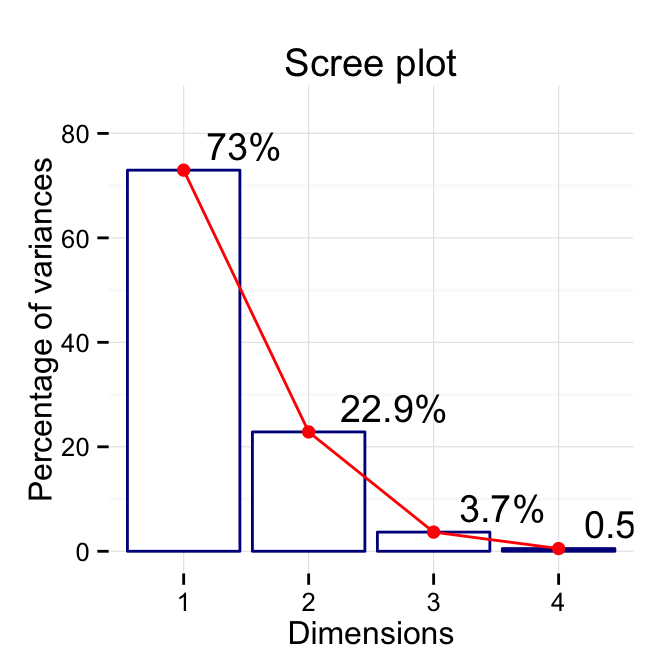 Scree plot
Percentage of variances
80
60
40
20
0
73%
22.9%
3.7%
0.5
1 2 3 4
Dimensions